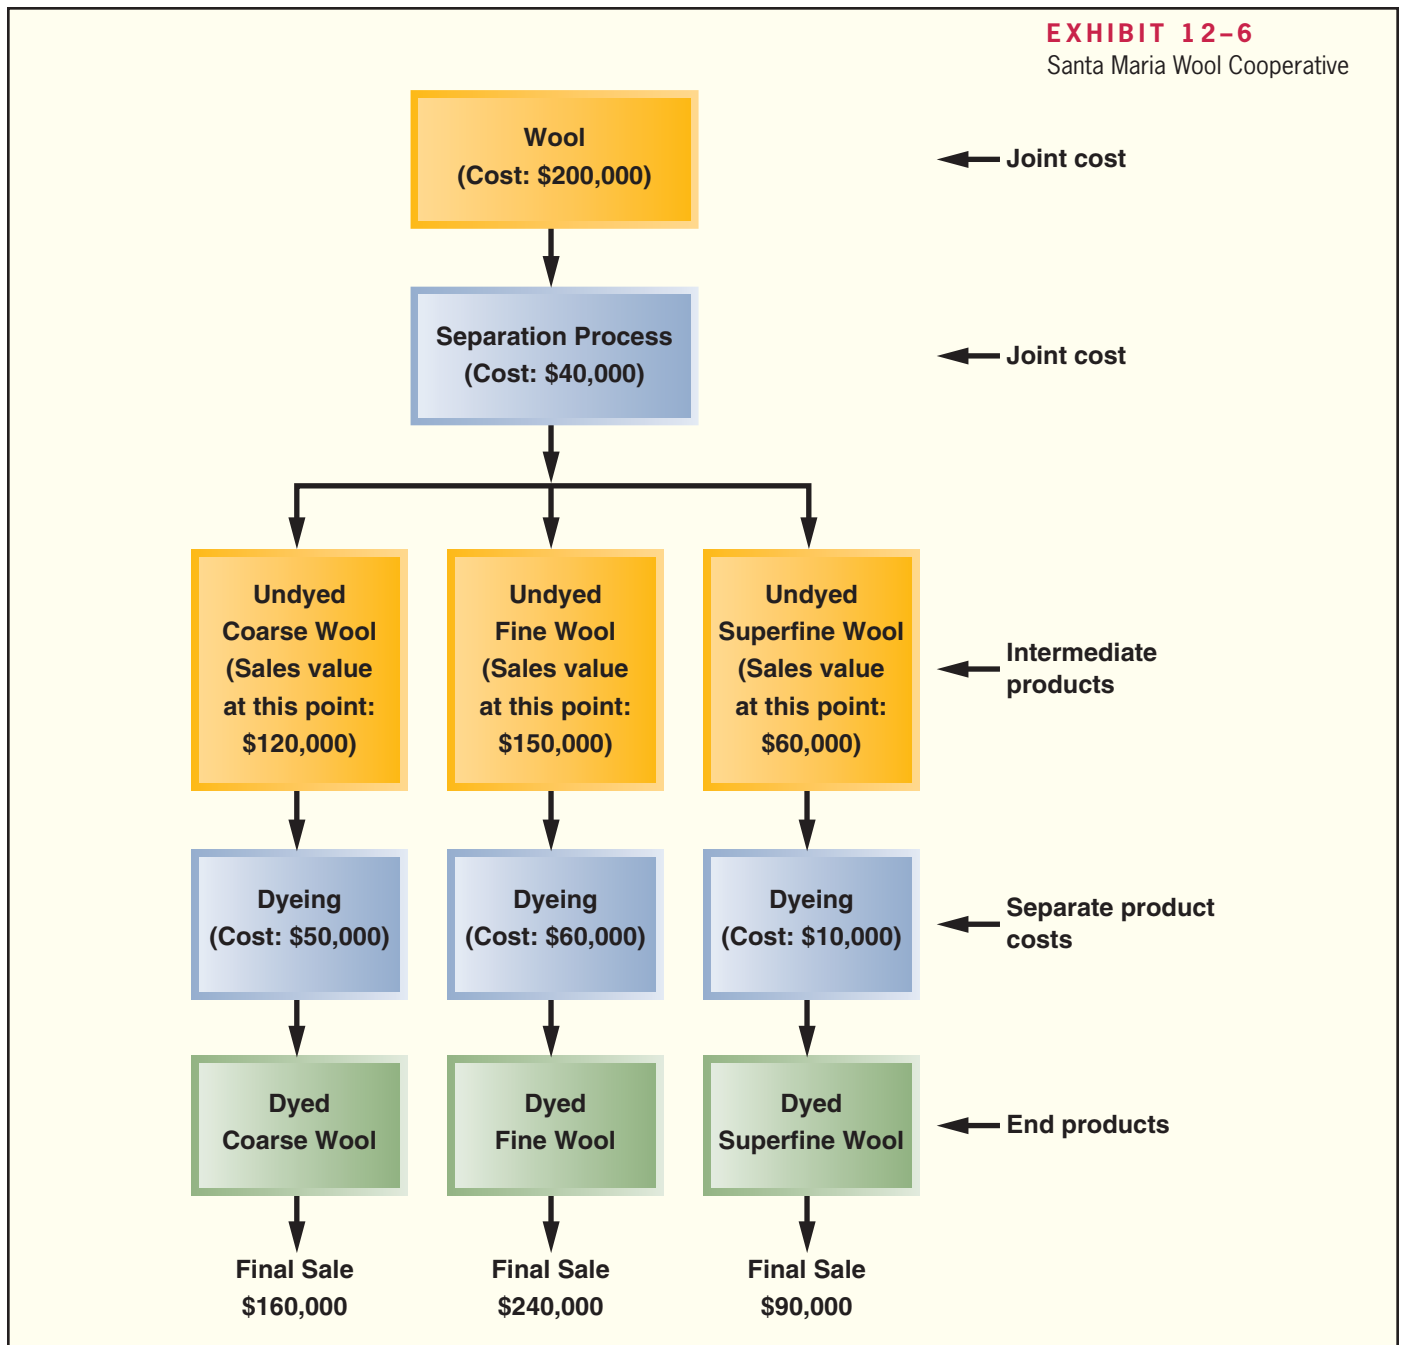 EXHIBIT 12–6
Santa Maria Wool Cooperative
Wool
(Cost: $200,000)
Joint cost
Separation Process
(Cost: $40,000)
Joint cost
Undyed
Coarse Wool
(Sales value
at this point:
$120,000)
Undyed
Fine Wool
(Sales value
at this point:
$150,000)
Undyed
Superfine Wool
(Sales value
at this point:
$60,000)
Intermediate
products
Dyeing
(Cost: $50,000)
Dyeing
(Cost: $60,000)
Dyeing
(Cost: $10,000)
Separate product
costs
Dyed
Coarse Wool
Dyed
Fine Wool
Dyed
Superfine Wool
End products
Final Sale
$160,000
Final Sale
$240,000
Final Sale
$90,000